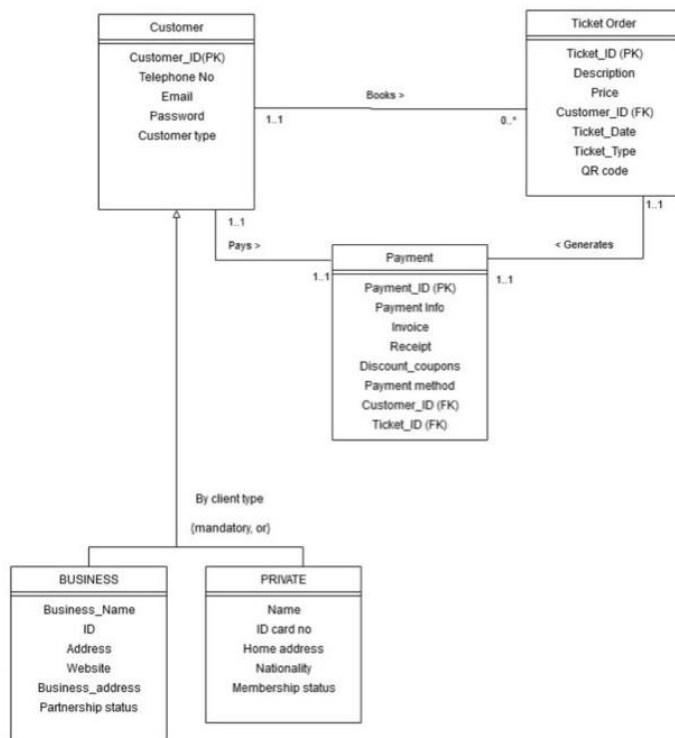 Customer
Customer_ID(PK)
Telephone No
Email
Password
Customer type
Books >
1..1
0..*
Ticket Order
Ticket_ID (PK)
Description
Price
Customer_ID (FK)
Ticket_Date
Ticket_Type
QR code
1..1
Pays >
1..1
1..1
< Generates
1..1
Payment
Payment_ID (PK)
Payment Info
Invoice
Receipt
Discount_coupons
Payment method
Customer_ID (FK)
Ticket_ID (FK)
By client type
{mandatory, or}
BUSINESS
Business_Name
ID
Address
Website
Business_address
Partnership status
PRIVATE
Name
ID card no
Home address
Nationality
Membership status